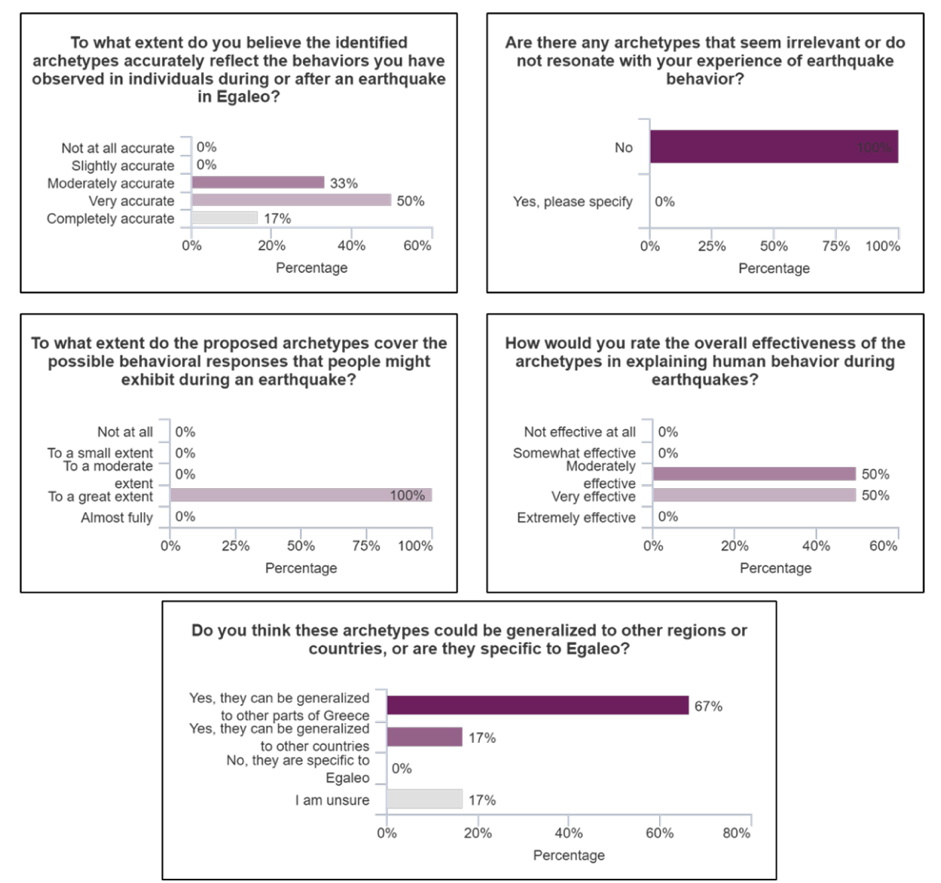 To what extent do you believe the identified
archetypes accurately reflect the behaviors you have
observed in individuals during or after an earthquake
in Egaleo?
Not at all accurate 0%
Slightly accurate 0%
Moderately accurate 33%
Very accurate 50%
Completely accurate 17%
0% 20% 40% 60%
Percentage
Are there any archetypes that seem irrelevant or do
not resonate with your experience of earthquake
behavior?
No 100%
Yes, please specify 0%
0% 25% 50% 75% 100%
Percentage
To what extent do the proposed archetypes cover the
possible behavioral responses that people might
exhibit during an earthquake?
Not at all 0%
To a small extent 0%
To a moderate
extent 0%
To a great extent 100%
Almost fully 0%
0% 25% 50% 75% 100%
Percentage
How would you rate the overall effectiveness of the
archetypes in explaining human behavior during
earthquakes?
Not effective at all 0%
Somewhat effective 0%
Moderately
effective 50%
Very effective 50%
Extremely effective 0%
0% 20% 40% 60%
Percentage
Do you think these archetypes could be generalized to other regions or
countries, or are they specific to Egaleo?
Yes, they can be generalized
to other parts of Greece 67%
Yes, they can be generalized
to other countries 17%
No, they are specific to
Egaleo 0%
I am unsure 17%
0% 20% 40% 60% 80%
Percentage